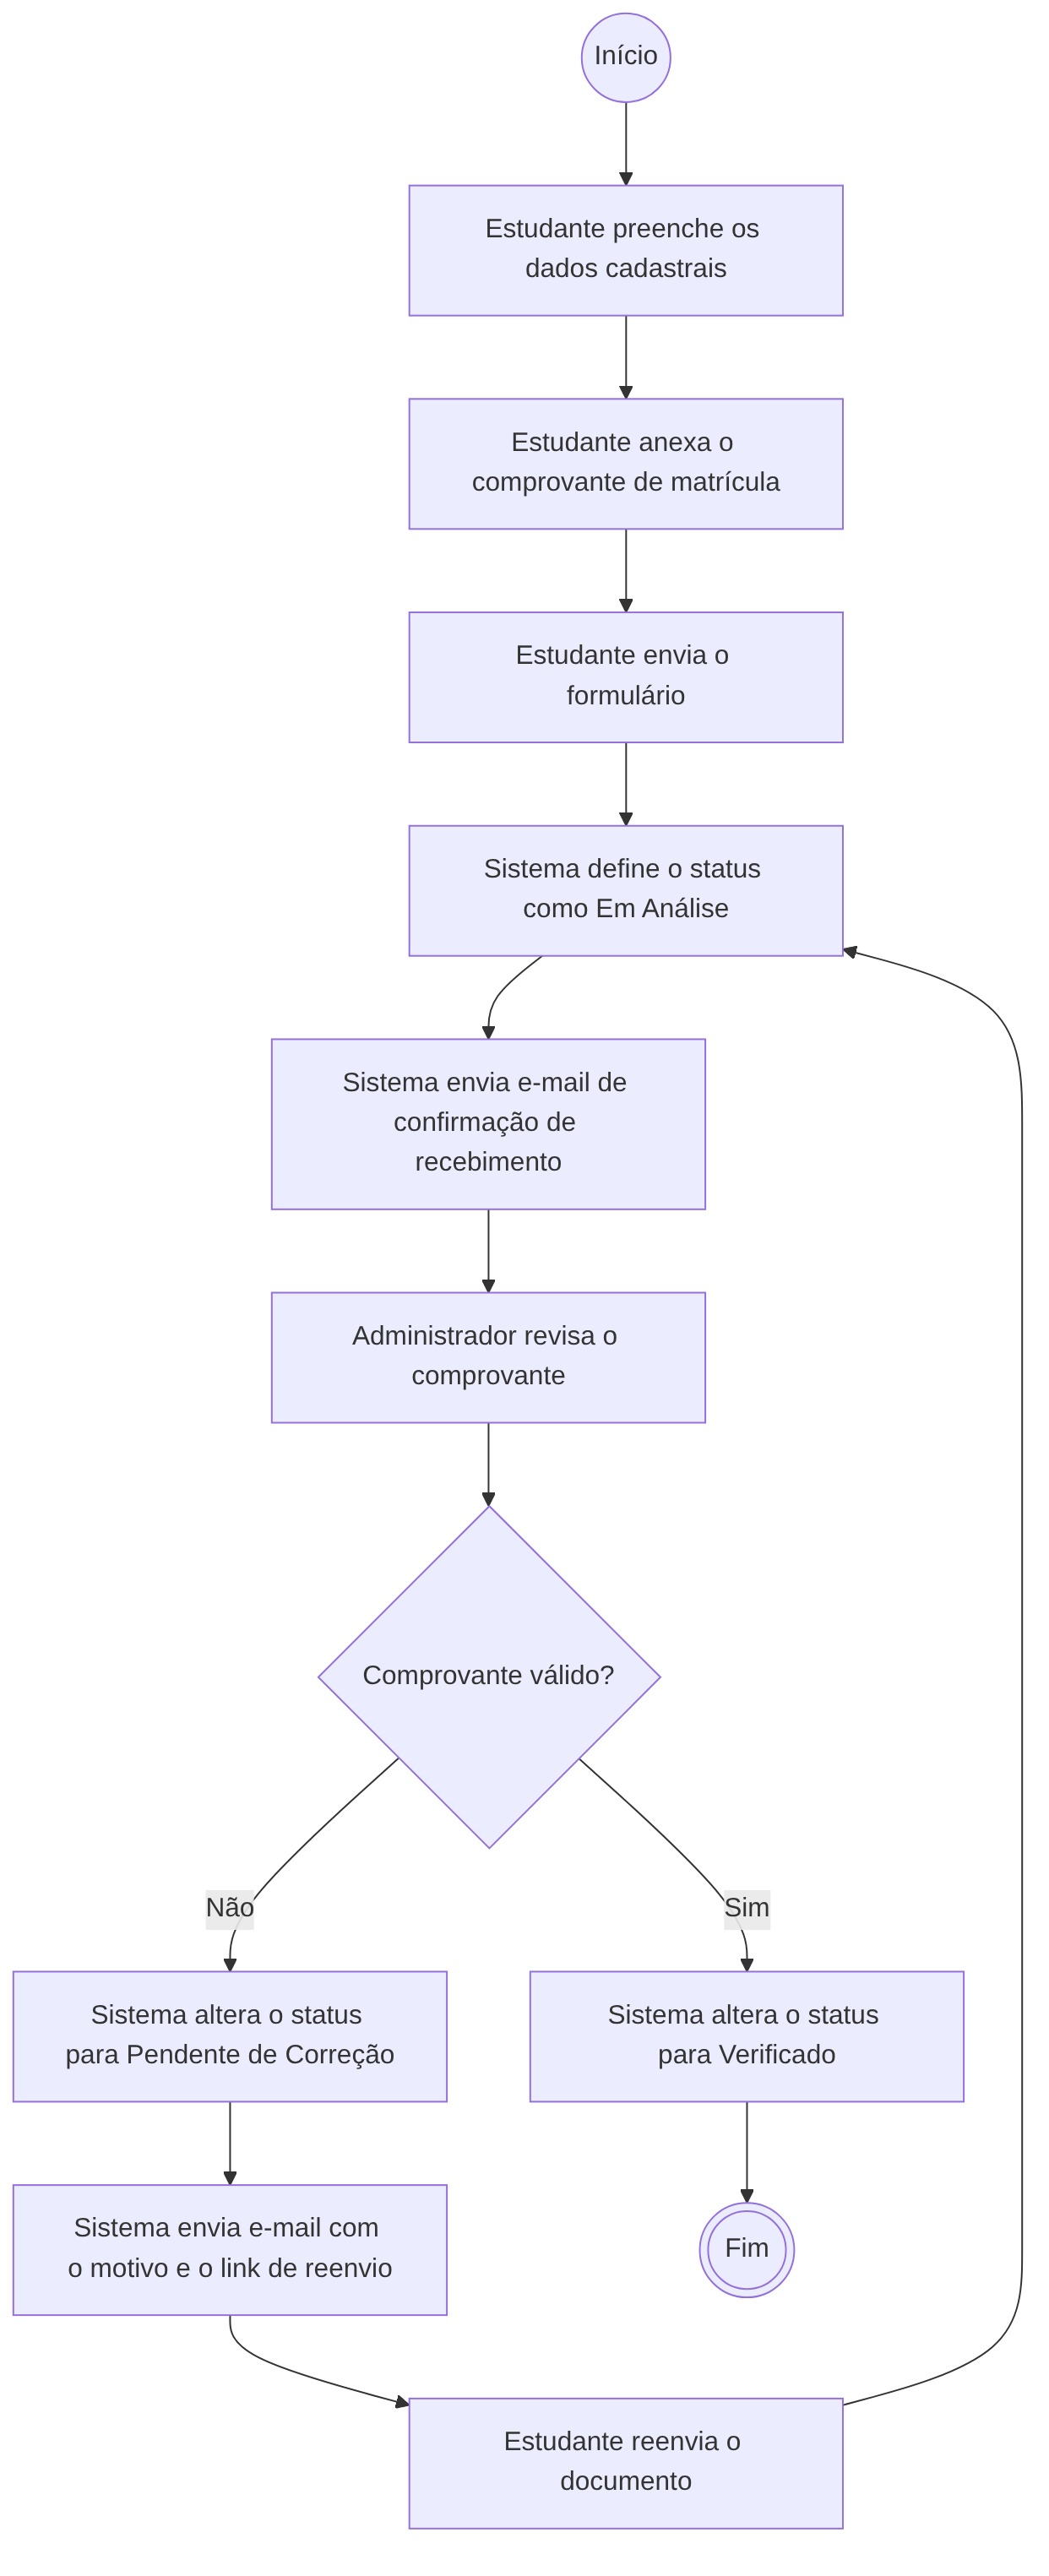 Início
Estudante preenche os
dados cadastrais
Estudante anexa o
comprovante de matrícula
Estudante envia o
formulário
Sistema define o status
como Em Análise
Sistema envia e-mail de
confirmação de
recebimento
Administrador revisa o
comprovante
Comprovante válido?
Não
Sim
Sistema altera o status
para Pendente de Correção
Sistema altera o status
para Verificado
Sistema envia e-mail com
o motivo e o link de reenvio
Fim
Estudante reenvia o
documento